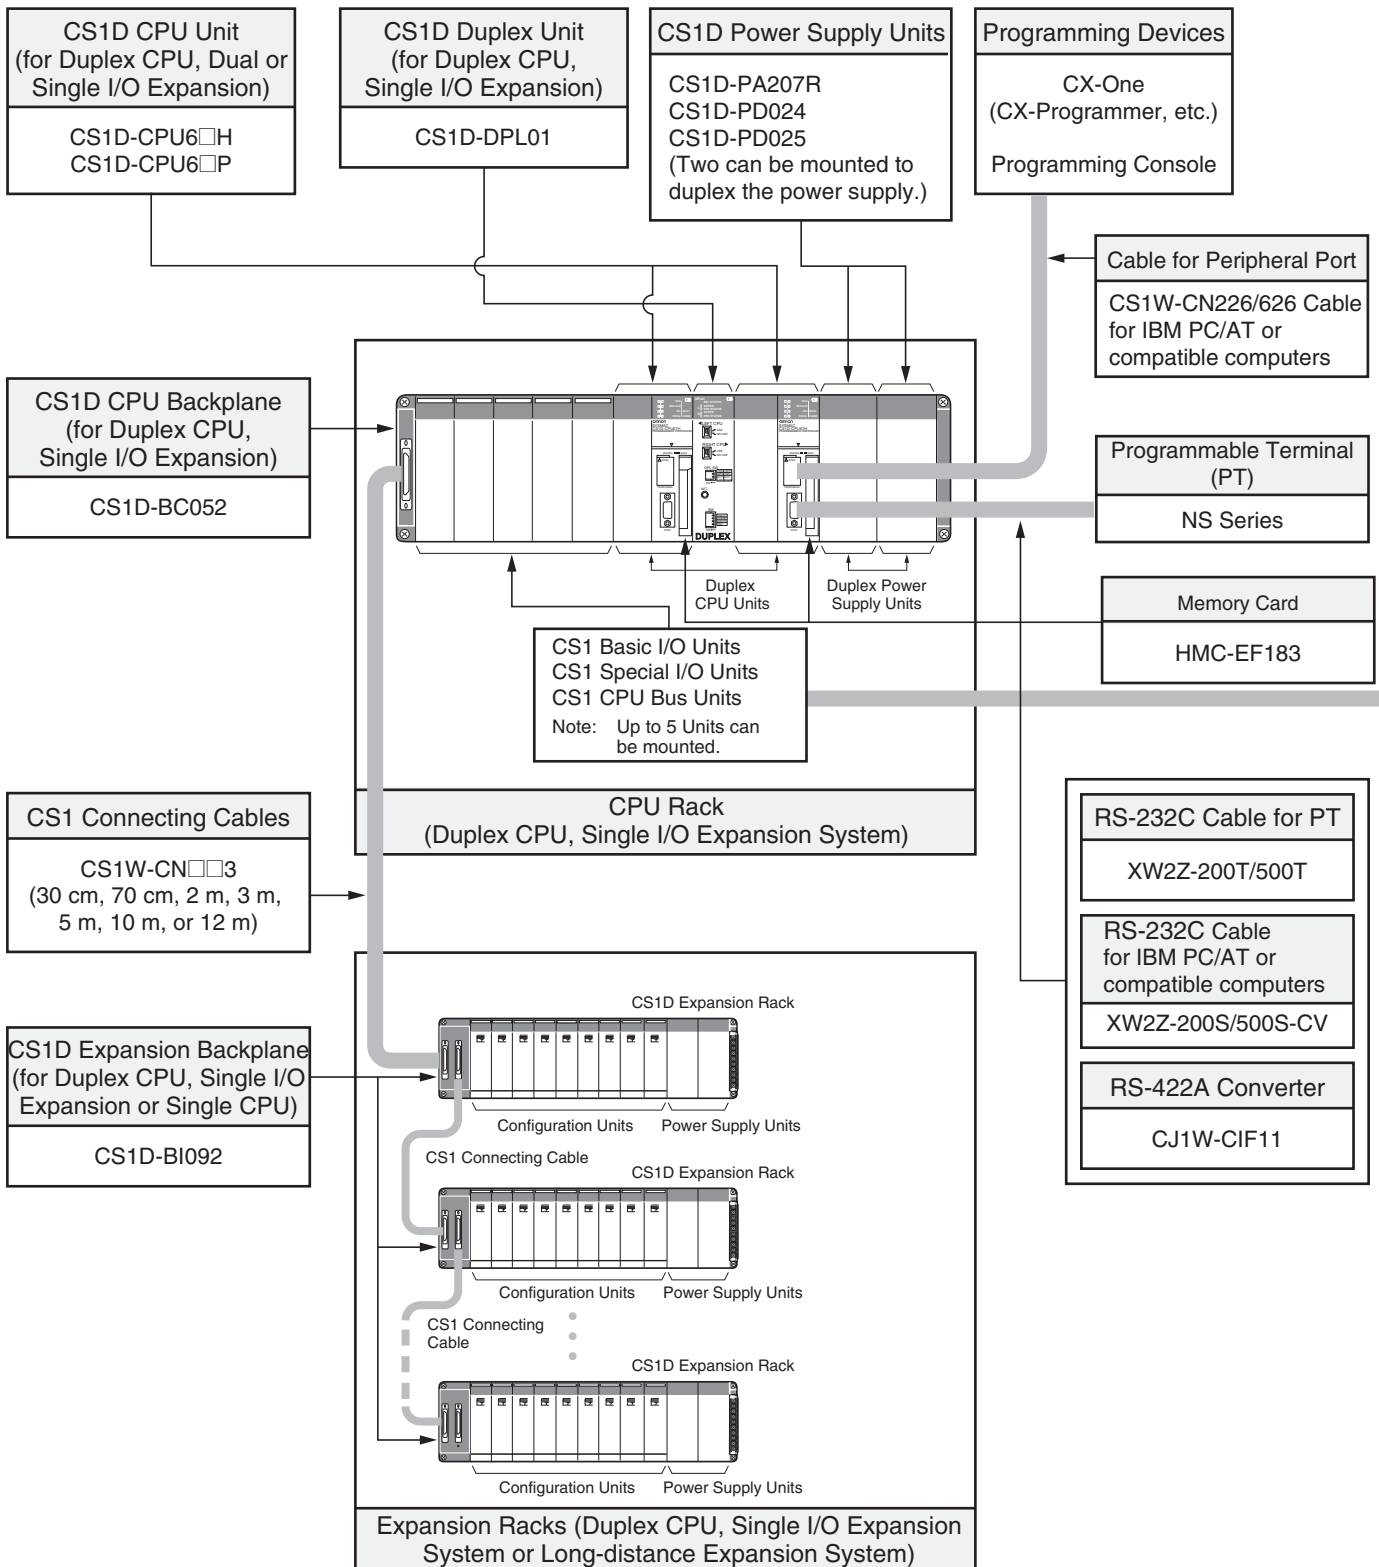 CS1D CPU Unit
(for Duplex CPU, Dual or
Single I/O Expansion)
CS1D-CPU6□H
CS1D-CPU6□P
CS1D Duplex Unit
(for Duplex CPU,
Single I/O Expansion)
CS1D-DPL01
CS1D Power Supply Units
CS1D-PA207R
CS1D-PD024
CS1D-PD025
(Two can be mounted to
duplex the power supply.)
Programming Devices
CX-One
(CX-Programmer, etc.)
Programming Console
Cable for Peripheral Port
CS1W-CN226/626 Cable
for IBM PC/AT or
compatible computers
CS1D CPU Backplane
(for Duplex CPU,
Single I/O Expansion)
CS1D-BC052
LEFT CPU
RIGHT CPU
DUPLEX
Programmable Terminal
(PT)
NS Series
Duplex
CPU Units
Duplex Power
Supply Units
Memory Card
HMC-EF183
CS1 Basic I/O Units
CS1 Special I/O Units
CS1 CPU Bus Units
Note: Up to 5 Units can
be mounted.
CPU Rack
(Duplex CPU, Single I/O Expansion System)
CS1 Connecting Cables
CS1W-CN□□3
(30 cm, 70 cm, 2 m, 3 m,
5 m, 10 m, or 12 m)
RS-232C Cable for PT
XW2Z-200T/500T
RS-232C Cable
for IBM PC/AT or
compatible computers
XW2Z-200S/500S-CV
RS-422A Converter
CJ1W-CIF11
CS1D Expansion Backplane
(for Duplex CPU, Single I/O
Expansion or Single CPU)
CS1D-BI092
CS1D Expansion Rack
Configuration Units
Power Supply Units
CS1 Connecting Cable
CS1D Expansion Rack
Configuration Units
Power Supply Units
CS1 Connecting
Cable
CS1D Expansion Rack
Configuration Units
Power Supply Units
Expansion Racks (Duplex CPU, Single I/O Expansion
System or Long-distance Expansion System)